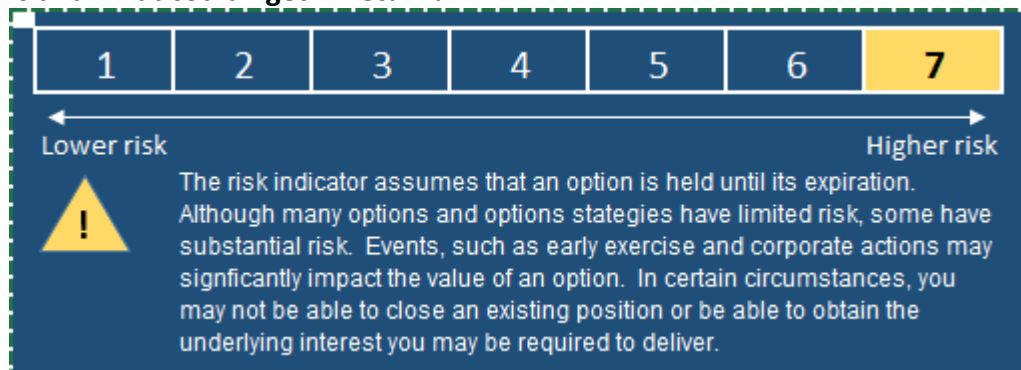 1 2 3 4 5 6 7
Lower risk Higher risk
!
The risk indicator assumes that an option is held until its expiration.
Although many options and options stategies have limited risk, some have
substantial risk. Events, such as early exercise and corporate actions may
signficantly impact the value of an option. In certain circumstances, you
may not be able to close an existing position or be able to obtain the
underlying interest you may be required to deliver.